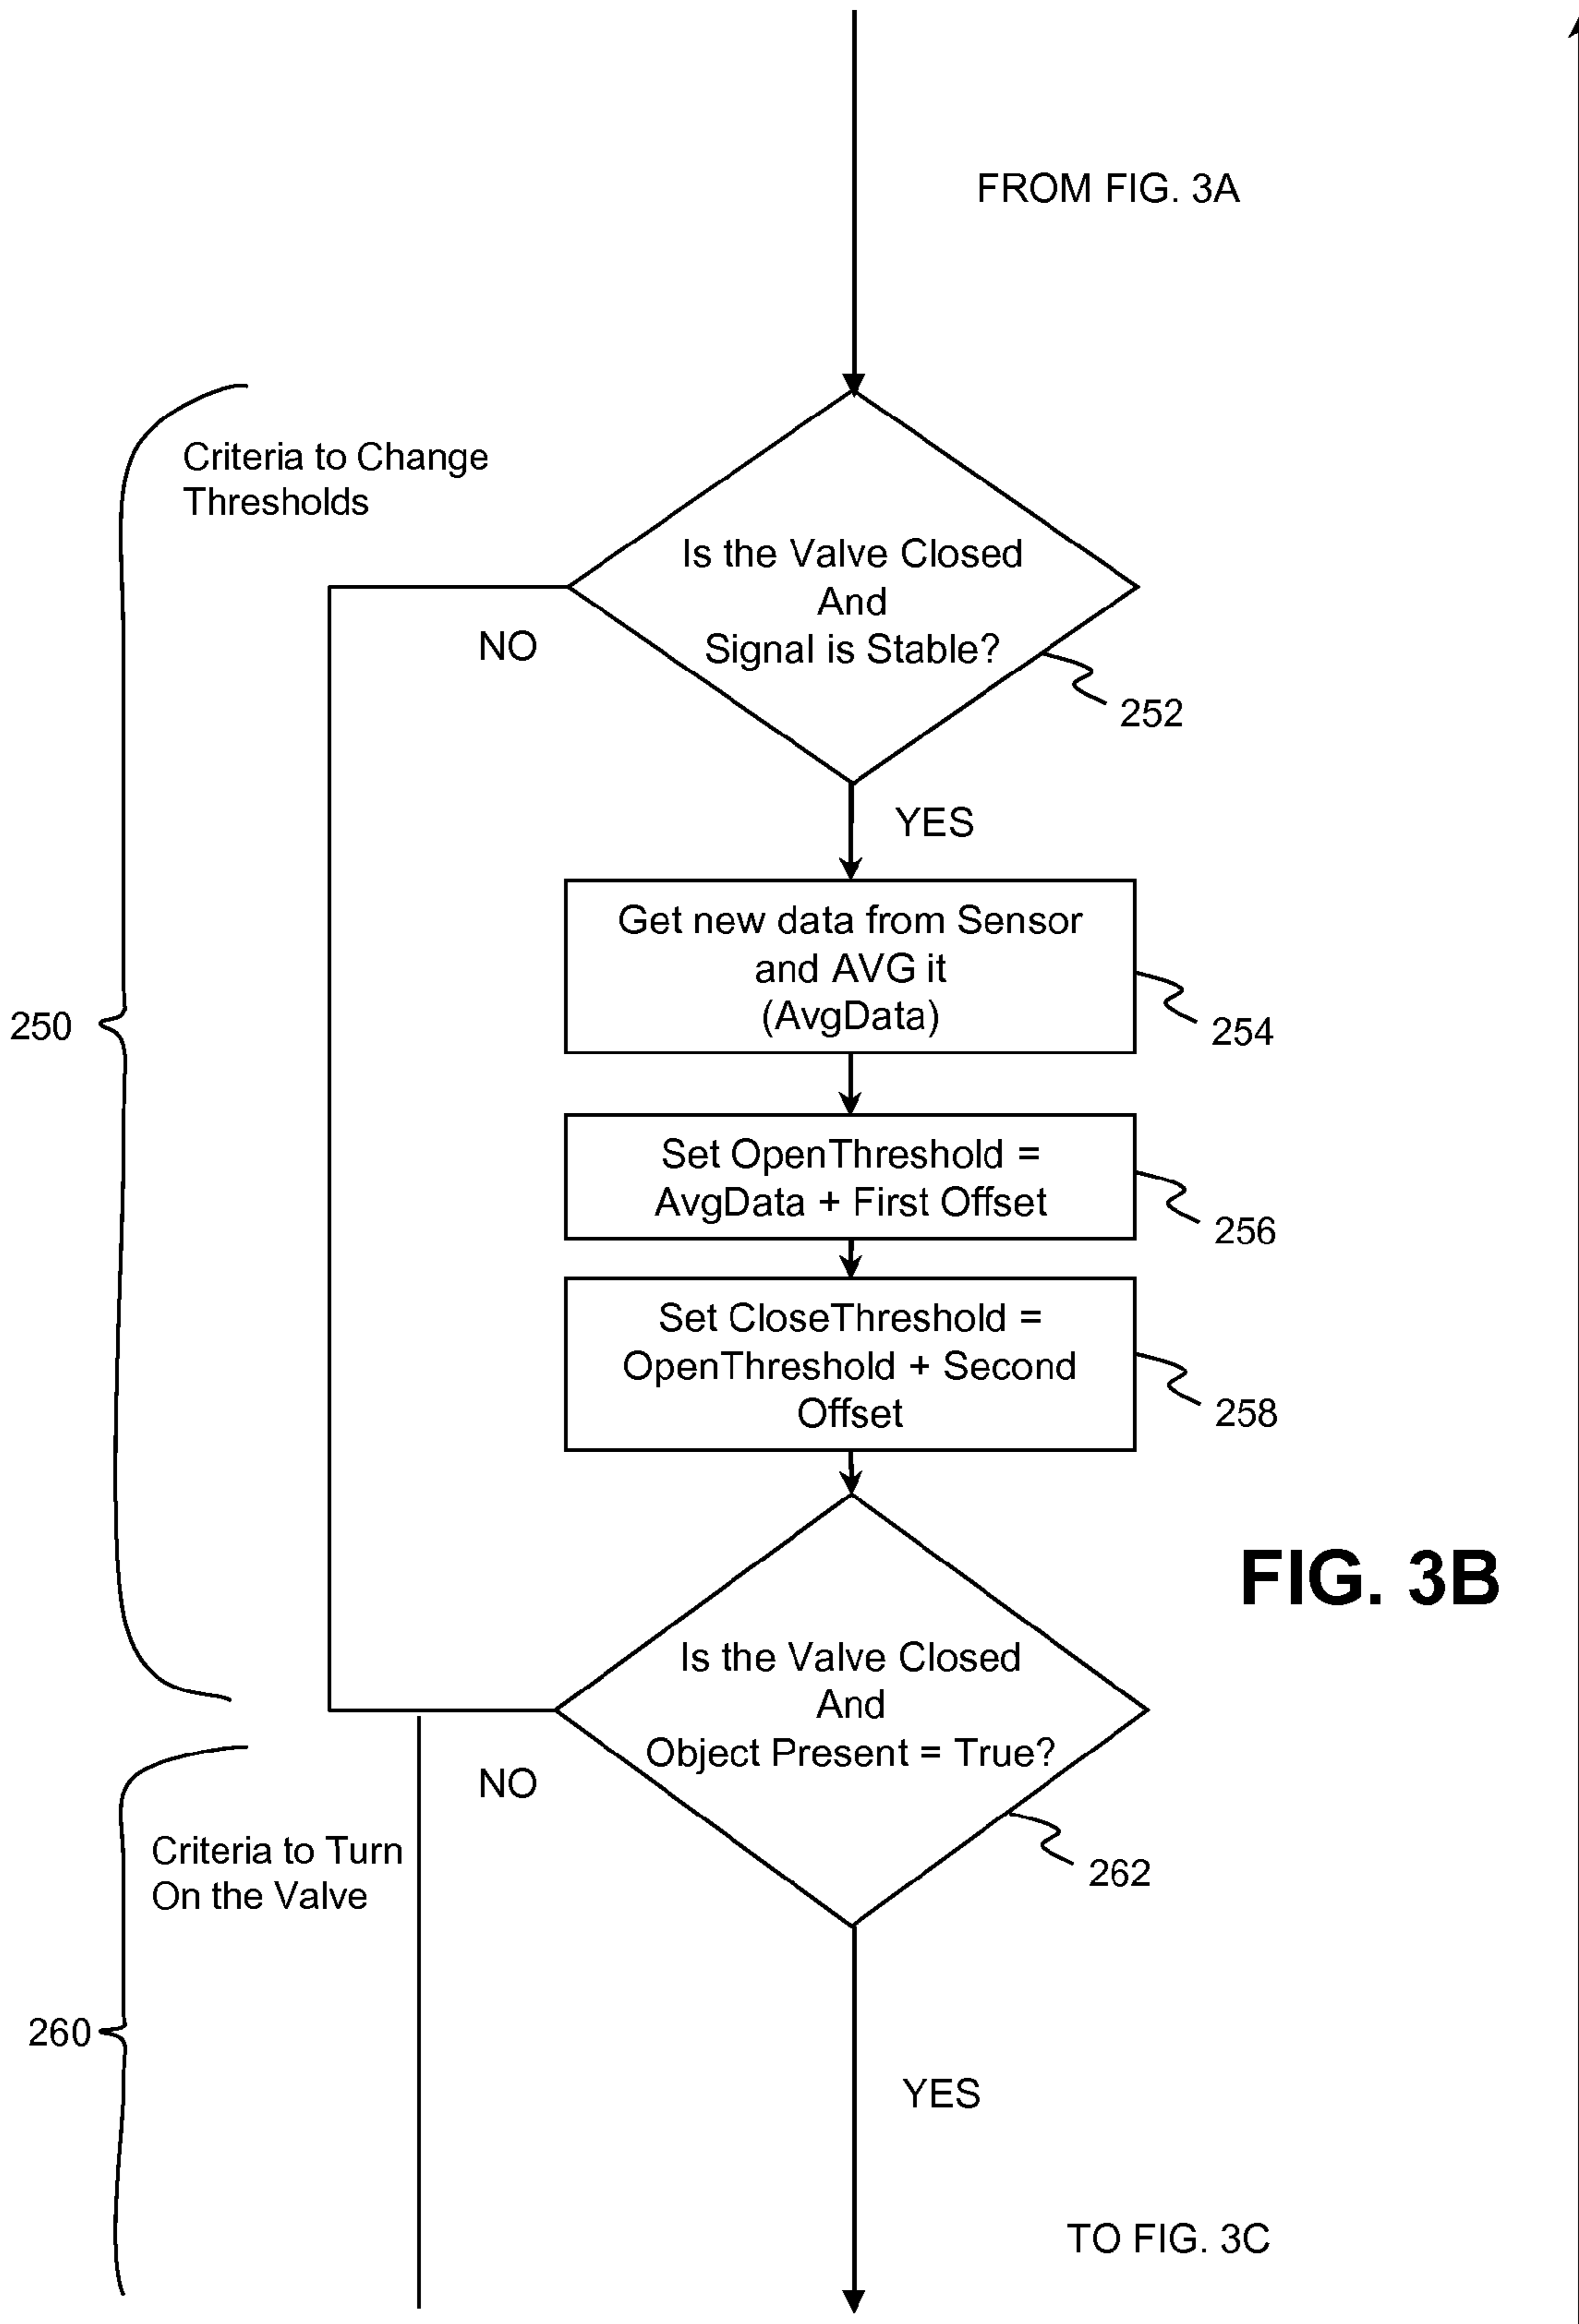 FROM FIG. 3A
Criteria to Change
Thresholds
Is the Valve Closed
And
Signal is Stable?
NO
252
YES
Get new data from Sensor
and AVG it
(AvgData)
254
250
Set OpenThreshold =
AvgData + First Offset
256
Set CloseThreshold =
OpenThreshold + Second
Offset
258
FIG. 3B
Is the Valve Closed
And
Object Present = True?
NO
262
Criteria to Turn
On the Valve
260
YES
TO FIG. 3C